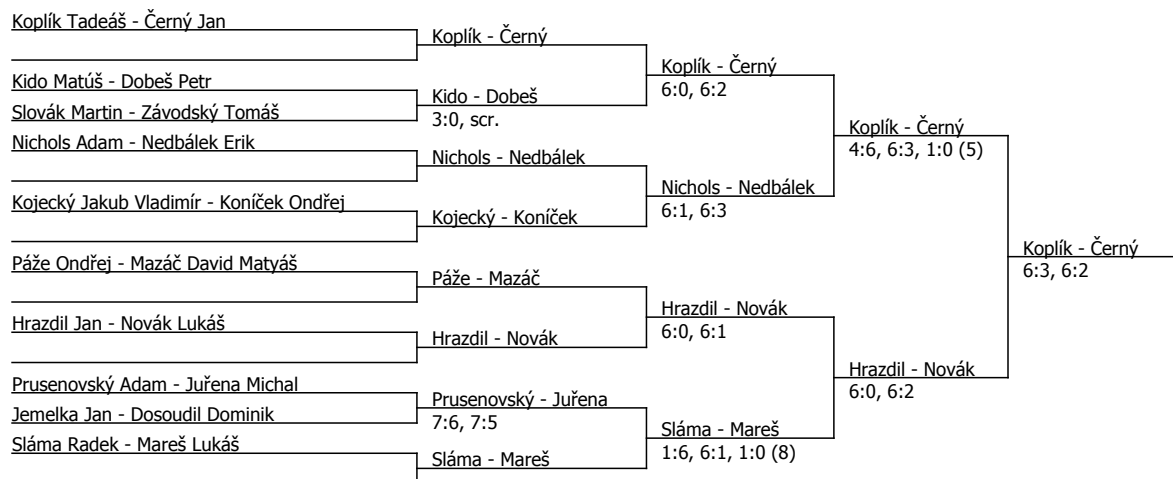 Koplík Tadeáš - Černý Jan
Koplík - Černý
Koplík - Černý
6:0, 6:2
Kido Matúš - Dobeš Petr
Kido - Dobeš
3:0, scr.
Slovák Martin - Závodský Tomáš
Koplík - Černý
4:6, 6:3, 1:0 (5)
Nichols Adam - Nedbálek Erik
Nichols - Nedbálek
Nichols - Nedbálek
6:1, 6:3
Kojecký Jakub Vladimír - Koníček Ondřej
Kojecký - Koníček
Koplík - Černý
6:3, 6:2
Páže Ondřej - Mazáč David Matyáš
Páže - Mazáč
Hrazdil - Novák
6:0, 6:1
Hrazdil Jan - Novák Lukáš
Hrazdil - Novák
Hrazdil - Novák
6:0, 6:2
Prusenovský Adam - Juřena Michal
Prusenovský - Juřena
7:6, 7:5
Jemelka Jan - Dosoudil Dominik
Sláma - Mareš
1:6, 6:1, 1:0 (8)
Sláma Radek - Mareš Lukáš
Sláma - Mareš